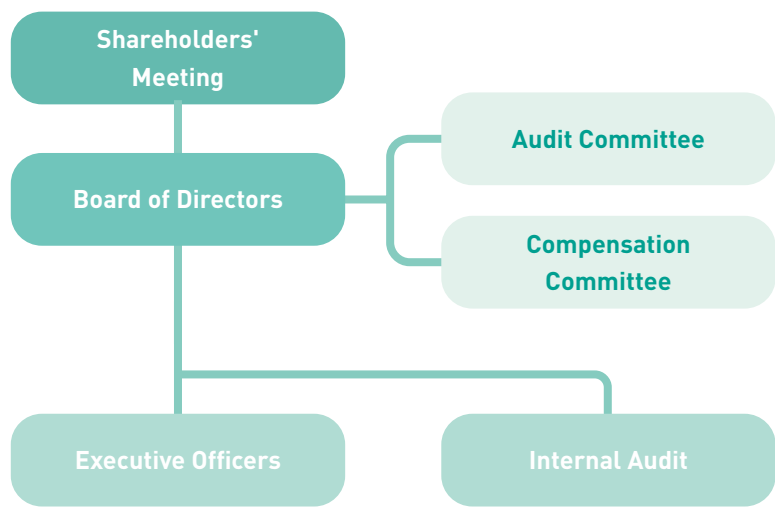 Shareholders'
Meeting
Audit Committee
Board of Directors
Compensation
Committee
Executive Officers
Internal Audit